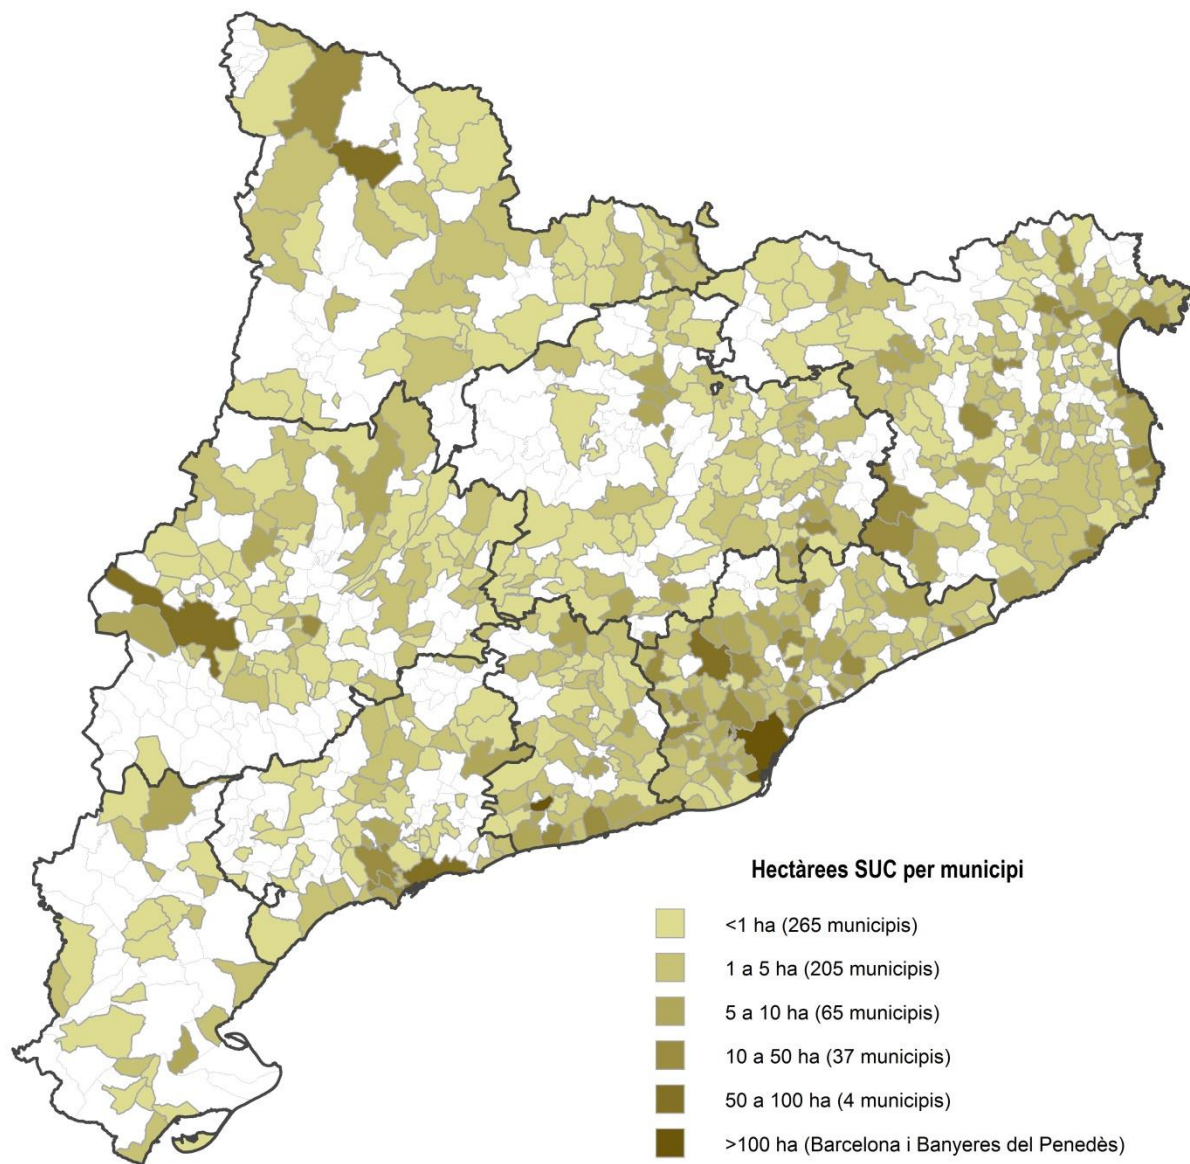 Hectàrees SUC per municipi
<1 ha (265 municipis)
1 a 5 ha (205 municipis)
5 a 10 ha (65 municipis)
10 a 50 ha (37 municipis)
50 a 100 ha (4 municipis)
>100 ha (Barcelona i Banyeres del Penedès)